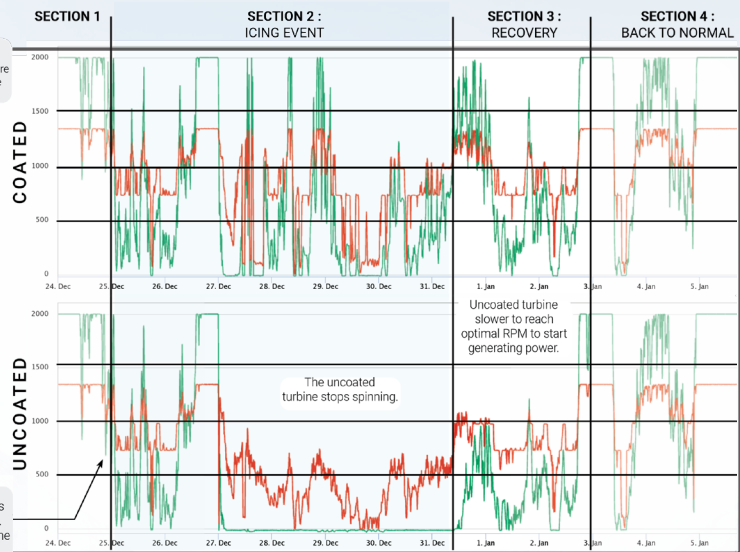 SECTION 1
SECTION 2 :
ICING EVENT
SECTION 3 :
RECOVERY
SECTION 4 :
BACK TO NORMAL
re
e
COATED
2000
1500
1000
500
0
24. Dec 25. Dec 26. Dec 27. Dec 28. Dec 29. Dec 30. Dec 31. Dec 1. Jan 2. Jan 3. Jan 4. Jan 5. Jan
UNCOATED
2000
1500
1000
500
0
Uncoated turbine
slower to reach
optimal RPM to start
generating power.
The uncoated
turbine stops spinning.
s
ne
24. Dec 25. Dec 26. Dec 27. Dec 28. Dec 29. Dec 30. Dec 31. Dec 1. Jan 2. Jan 3. Jan 4. Jan 5. Jan